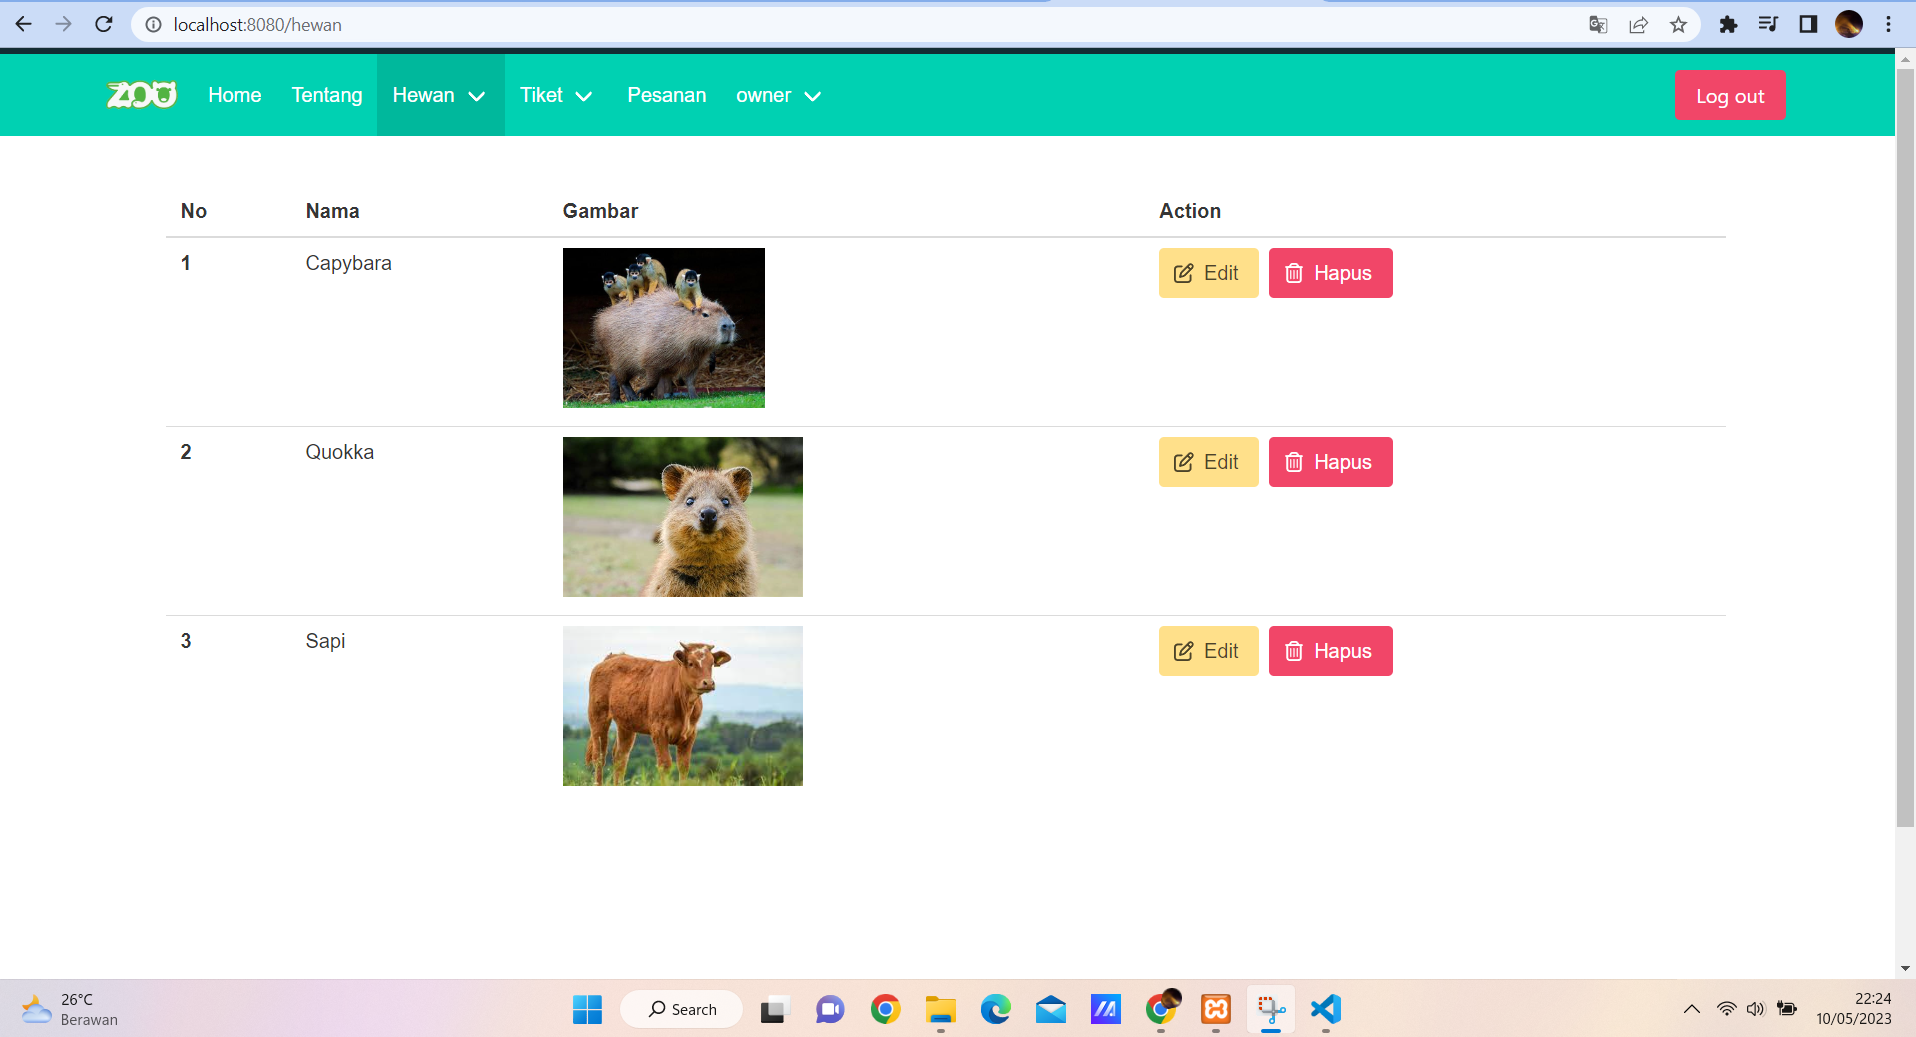 localhost:8080/hewan
ZOO Home Tentang Hewan Tiket Pesanan owner Log out
No Nama Gambar Action
1 Capybara Edit Hapus
2 Quokka Edit Hapus
3 Sapi Edit Hapus
26°C
Berawan
Search
22:24
10/05/2023